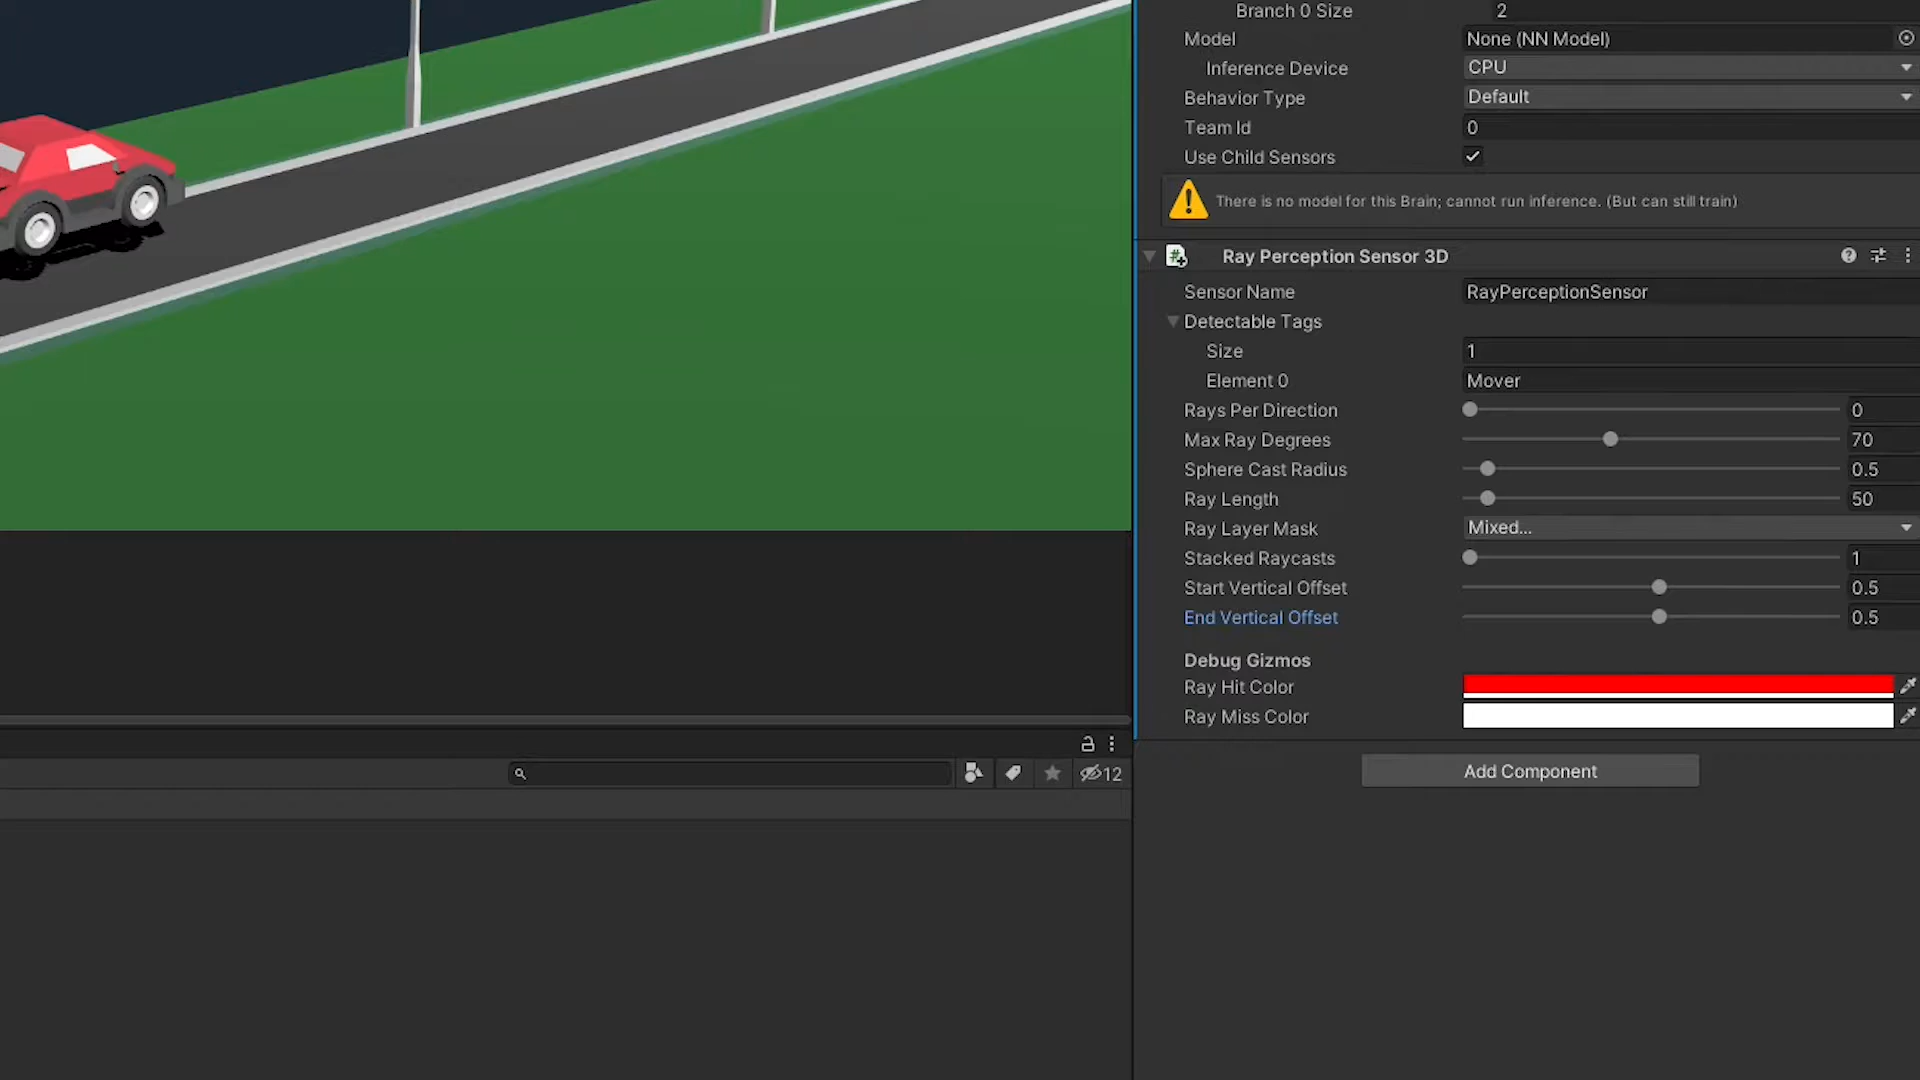 Branch 0 Size 2
Model None (NN Model)
Inference Device CPU
Behavior Type Default
Team Id 0
Use Child Sensors
There is no model for this Brain; cannot run inference. (But can still train)
Ray Perception Sensor 3D
Sensor Name RayPerceptionSensor
Detectable Tags
Size 1
Element 0 Mover
Rays Per Direction 0
Max Ray Degrees 70
Sphere Cast Radius 0.5
Ray Length 50
Ray Layer Mask Mixed...
Stacked Raycasts 1
Start Vertical Offset 0.5
End Vertical Offset 0.5
Debug Gizmos
Ray Hit Color
Ray Miss Color
Add Component
12